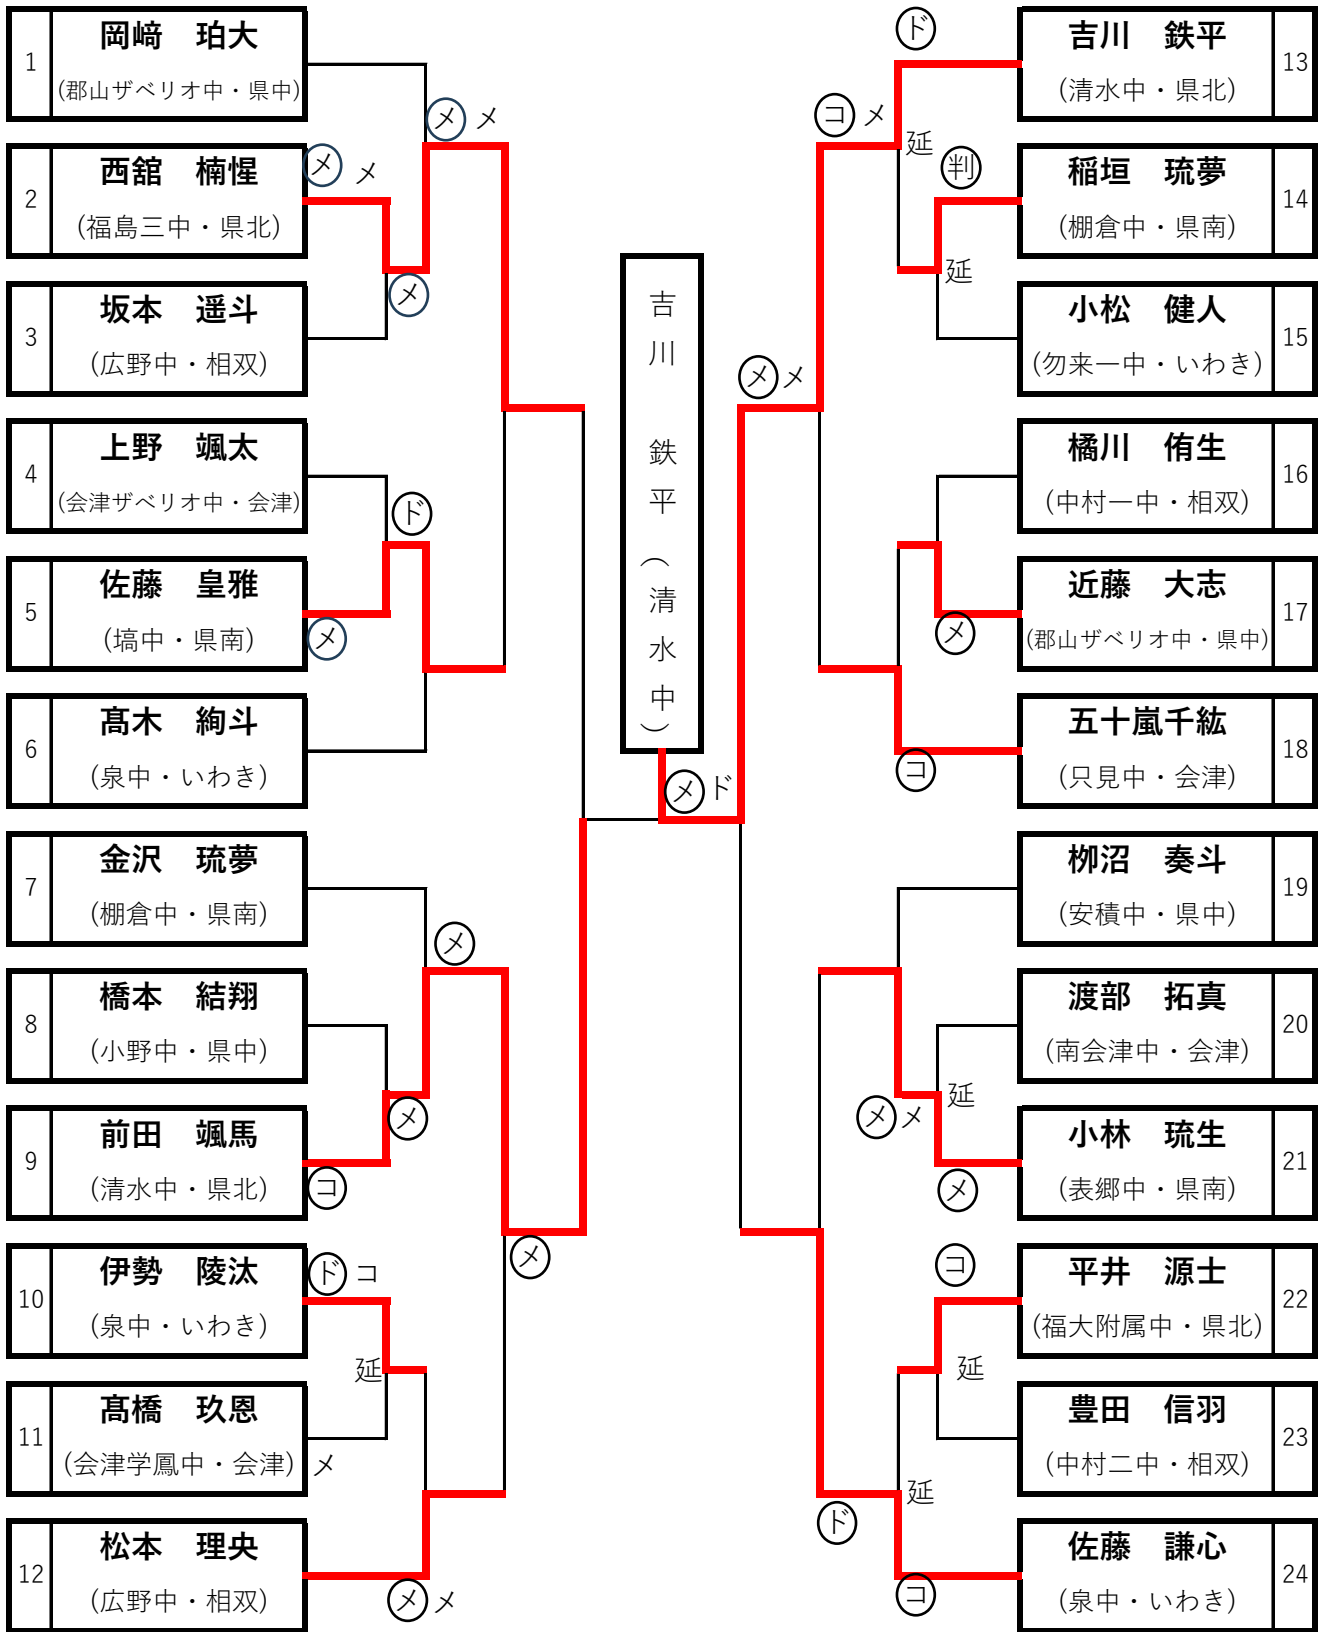 1
岡﨑　珀大
(郡山ザベリオ中・県中)
2
西舘　楠惺
(福島三中・県北)
3
坂本　遥斗
(広野中・相双)
4
上野　颯太
(会津ザベリオ中・会津)
5
佐藤　皇雅
(塙中・県南)
6
髙木　絢斗
(泉中・いわき)
7
金沢　琉夢
(棚倉中・県南)
8
橋本　結翔
(小野中・県中)
9
前田　颯馬
(清水中・県北)
10
伊勢　陵汰
(泉中・いわき)
11
髙橋　玖恩
(会津学鳳中・会津)
12
松本　理央
(広野中・相双)
メ メ
メ
メ
ド コ
延
メ
コ
メ メ
メ
ド
メ
メ
メ メ
メ
吉川　鉄平（清水中）
メ ド
メ メ
コ メ
ド
延
判
延
メ
コ
メ メ
延
メ
コ
延
ド
延
コ
吉川　鉄平
(清水中・県北)
13
稲垣　琉夢
(棚倉中・県南)
14
小松　健人
(勿来一中・いわき)
15
橘川　侑生
(中村一中・相双)
16
近藤　大志
(郡山ザベリオ中・県中)
17
五十嵐千紘
(只見中・会津)
18
栁沼　奏斗
(安積中・県中)
19
渡部　拓真
(南会津中・会津)
20
小林　琉生
(表郷中・県南)
21
平井　源士
(福大附属中・県北)
22
豊田　信羽
(中村二中・相双)
23
佐藤　謙心
(泉中・いわき)
24